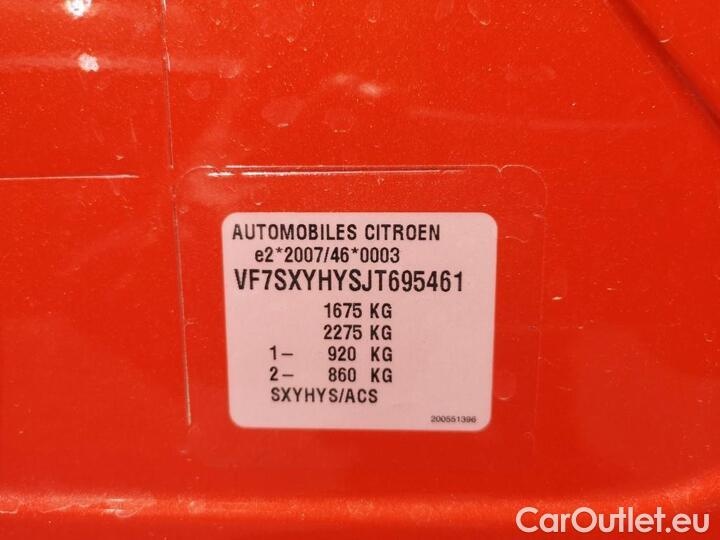 AUTOMOBILES CITROEN
e2*2007/46*0003
VF7SXYHYSJT695461
1675 KG
2275 KG
1- 920 KG
2- 860 KG
SXYHYS/ACS
200551396
CarOutlet.eu